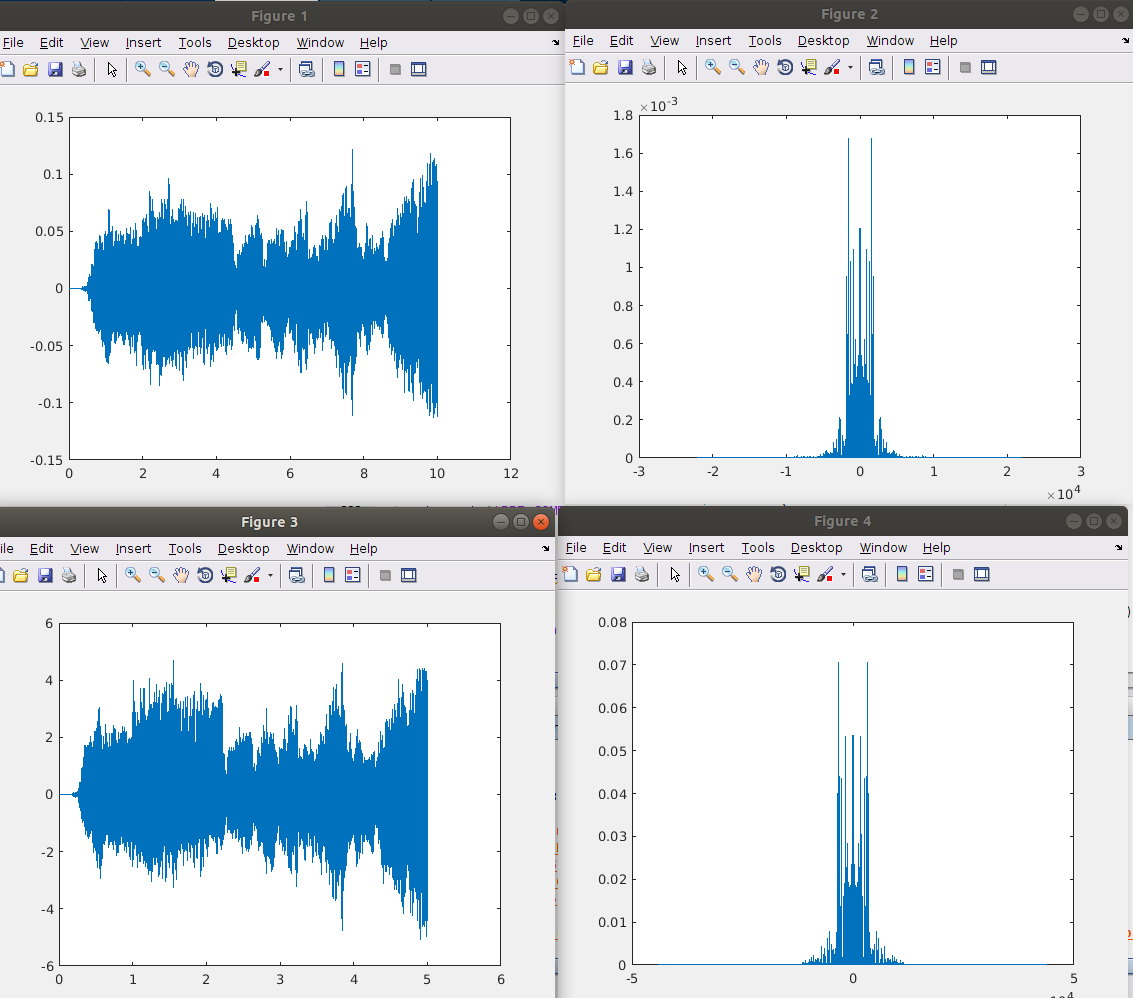 Figure 1
File Edit View Insert Tools Desktop Window Help
0.15
0.1
0.05
0
-0.05
-0.1
-0.15
0 2 4 6 8 10 12
Figure 2
File Edit View Insert Tools Desktop Window Help
×10-3
1.8
1.6
1.4
1.2
1
0.8
0.6
0.4
0.2
0
-3 -2 -1 0 1 2 3
×104
Figure 3
ile Edit View Insert Tools Desktop Window Help
6
4
2
0
-2
-4
-6
0 1 2 3 4 5 6
Figure 4
File Edit View Insert Tools Desktop Window Help
0.08
0.07
0.06
0.05
0.04
0.03
0.02
0.01
0
-5 0 5